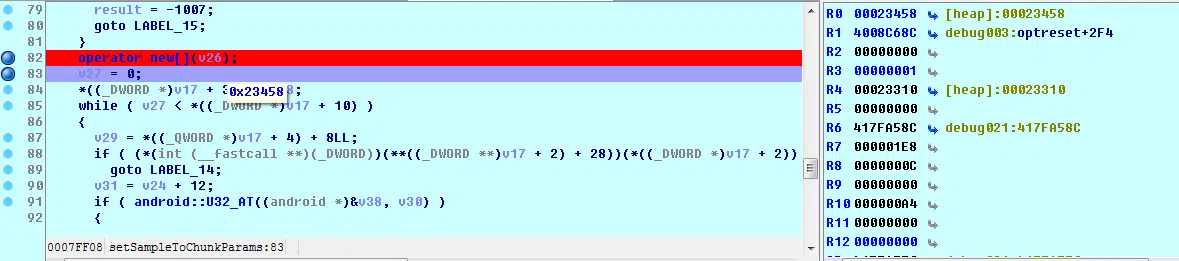 79 result = -1007;
80 goto LABEL_15;
81 }
82 operator new[](v26);
83 v27 = 0;
84 *((_DWORD *)v17 + 3 8;
0x23458
85 while ( v27 < *((_DWORD *)v17 + 10) )
86 {
87 v29 = *((_QWORD *)v17 + 4) + 8LL;
88 if ( (*(int (__fastcall **)(_DWORD))(**((_DWORD **)v17 + 2) + 28))(*((_DWORD *)v17 + 2))
89 goto LABEL_14;
90 v31 = v24 + 12;
91 if ( android::U32_AT((android *)&v38, v30) )
92 {
0007FF08 setSampleToChunkParams:83
R0 00023458 [heap]:00023458
R1 4008C68C debug003:optreset+2F4
R2 00000000
R3 00000001
R4 00023310 [heap]:00023310
R5 00000000
R6 417FA58C debug021:417FA58C
R7 000001E8
R8 0000000C
R9 00000000
R10 000000A4
R11 00000000
R12 00000000